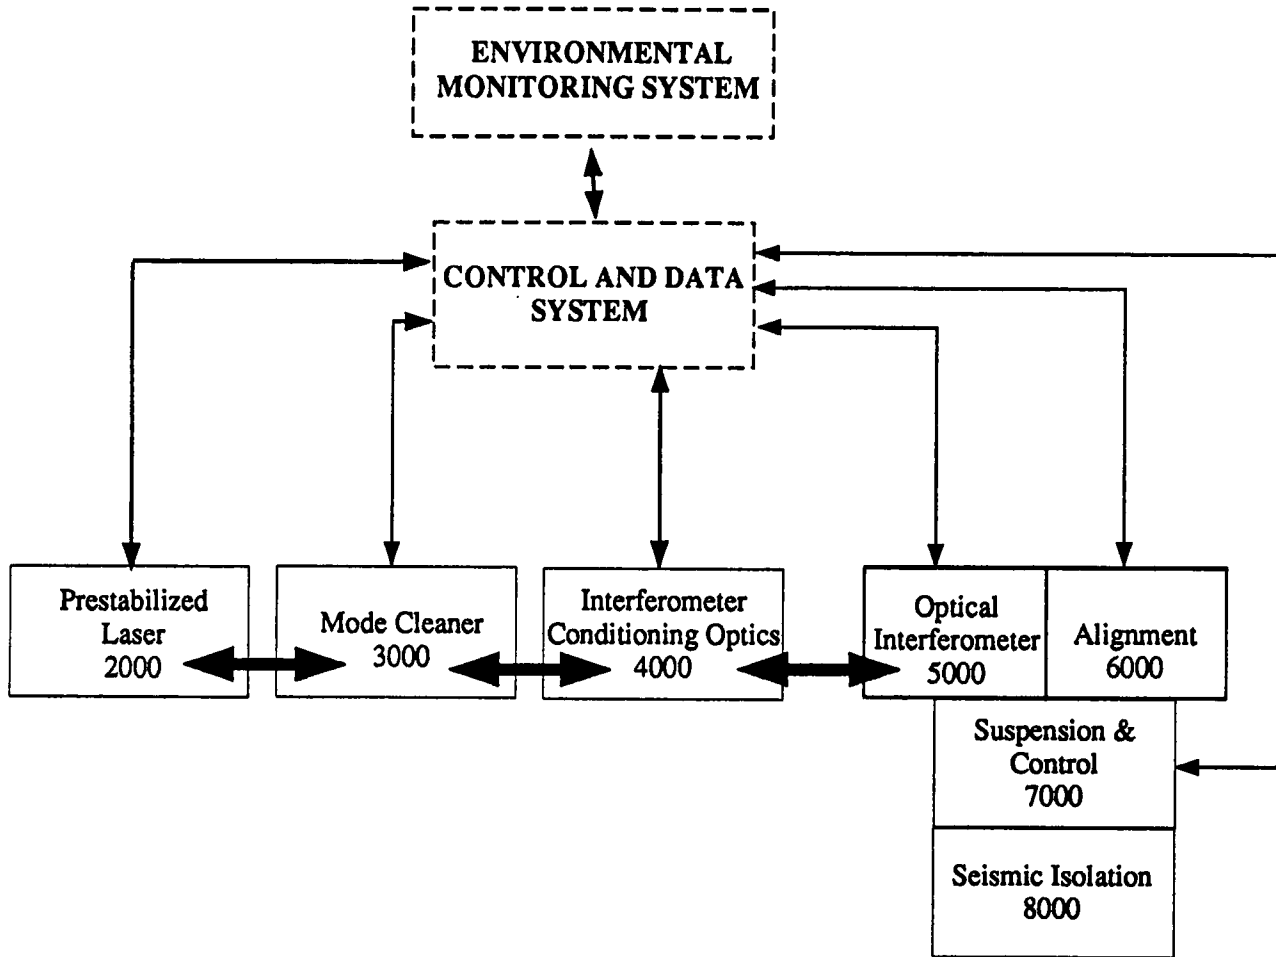 ENVIRONMENTAL
MONITORING SYSTEM
CONTROL AND DATA
SYSTEM
Prestabilized
Laser
2000
Mode Cleaner
3000
Interferometer
Conditioning Optics
4000
Optical
Interferometer
5000
Alignment
6000
Suspension &
Control
7000
Seismic Isolation
8000